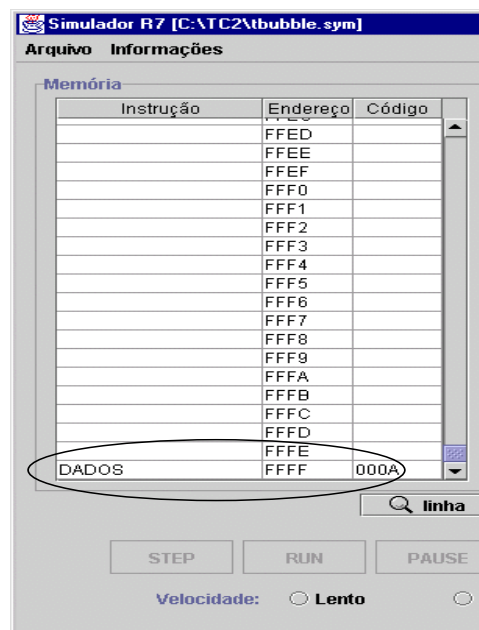 Simulador R7 [C:\TC2\tbubble.sym]
Arquivo Informações
Memória
Instrução Endereço Código
FFED
FFEE
FFEF
FFF0
FFF1
FFF2
FFF3
FFF4
FFF5
FFF6
FFF7
FFF8
FFF9
FFFA
FFFB
FFFC
FFFD
FFFE
DADOS FFFF 000A
linha
STEP RUN PAUSE
Velocidade: Lento